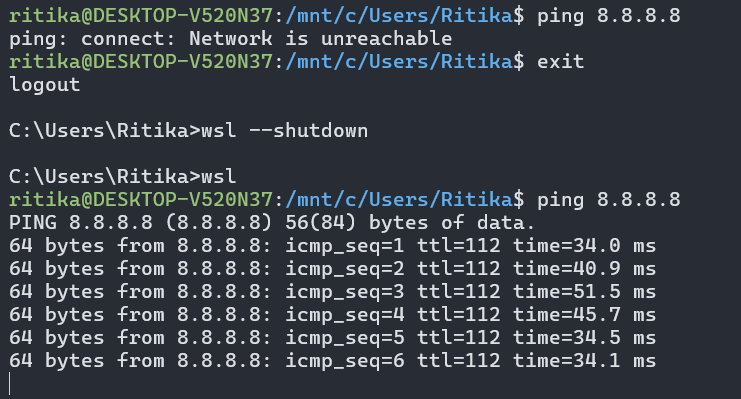 ritika@DESKTOP-V520N37:/mnt/c/Users/Ritika$ ping 8.8.8.8
ping: connect: Network is unreachable
ritika@DESKTOP-V520N37:/mnt/c/Users/Ritika$ exit
logout
C:\Users\Ritika>wsl --shutdown
C:\Users\Ritika>wsl
ritika@DESKTOP-V520N37:/mnt/c/Users/Ritika$ ping 8.8.8.8
PING 8.8.8.8 (8.8.8.8) 56(84) bytes of data.
64 bytes from 8.8.8.8: icmp_seq=1 ttl=112 time=34.0 ms
64 bytes from 8.8.8.8: icmp_seq=2 ttl=112 time=40.9 ms
64 bytes from 8.8.8.8: icmp_seq=3 ttl=112 time=51.5 ms
64 bytes from 8.8.8.8: icmp_seq=4 ttl=112 time=45.7 ms
64 bytes from 8.8.8.8: icmp_seq=5 ttl=112 time=34.5 ms
64 bytes from 8.8.8.8: icmp_seq=6 ttl=112 time=34.1 ms